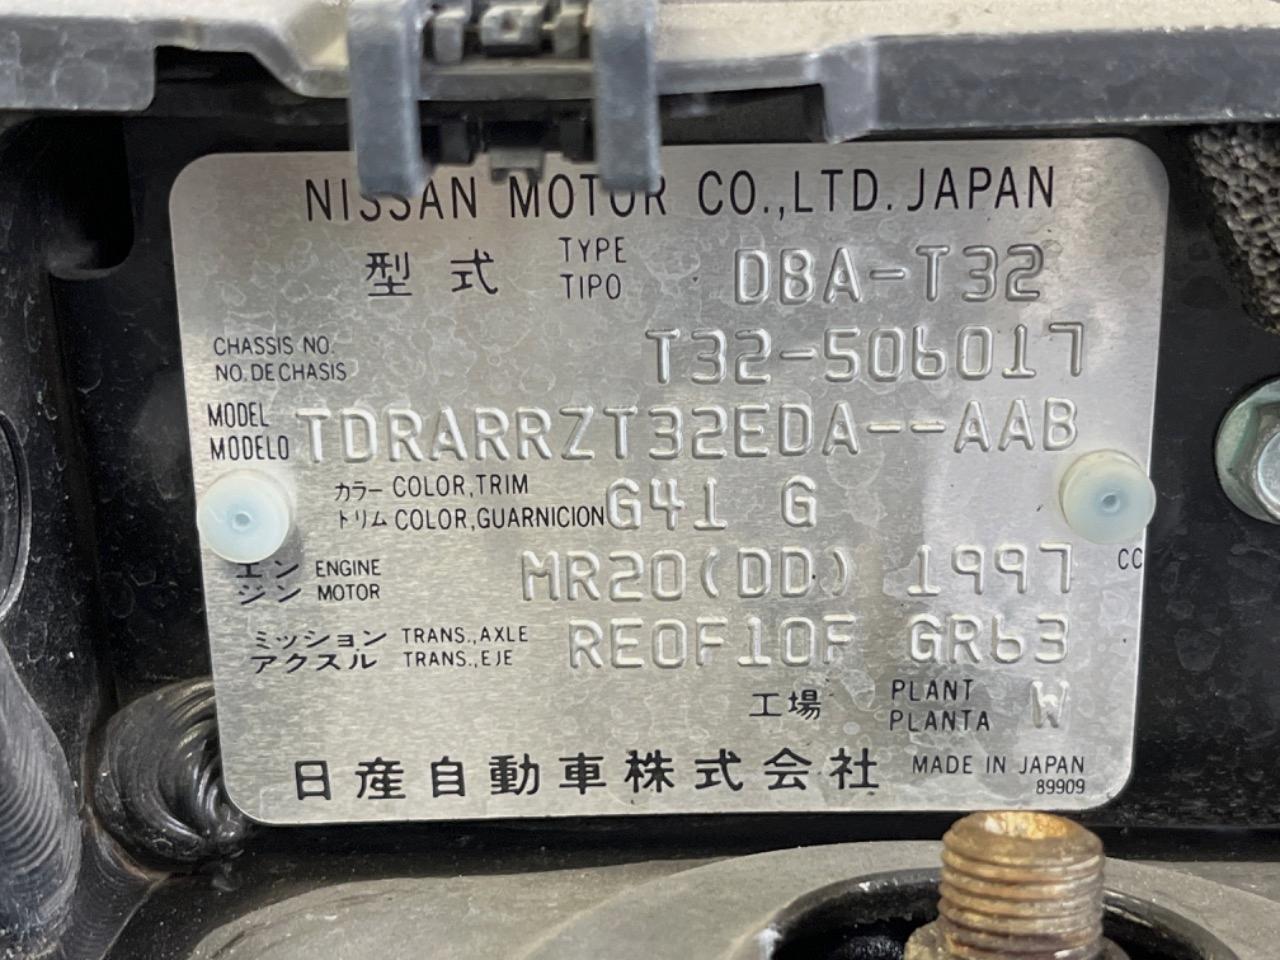 NISSAN MOTOR CO.,LTD. JAPAN
型式 TYPE TIPO DBA-T32
CHASSIS NO. NO. DE CHASIS T32-506017
MODEL MODELO TDRARRZT32EDA--AAB
カラー COLOR,TRIM
トリム COLOR,GUARNICION G41 G
エン ENGINE
ジン MOTOR MR20(DD) 1997 CC
ミッション TRANS.,AXLE
アクスル TRANS.,EJE RE0F10F GR63
工場 PLANT PLANTA W
日産自動車株式会社 MADE IN JAPAN
89909